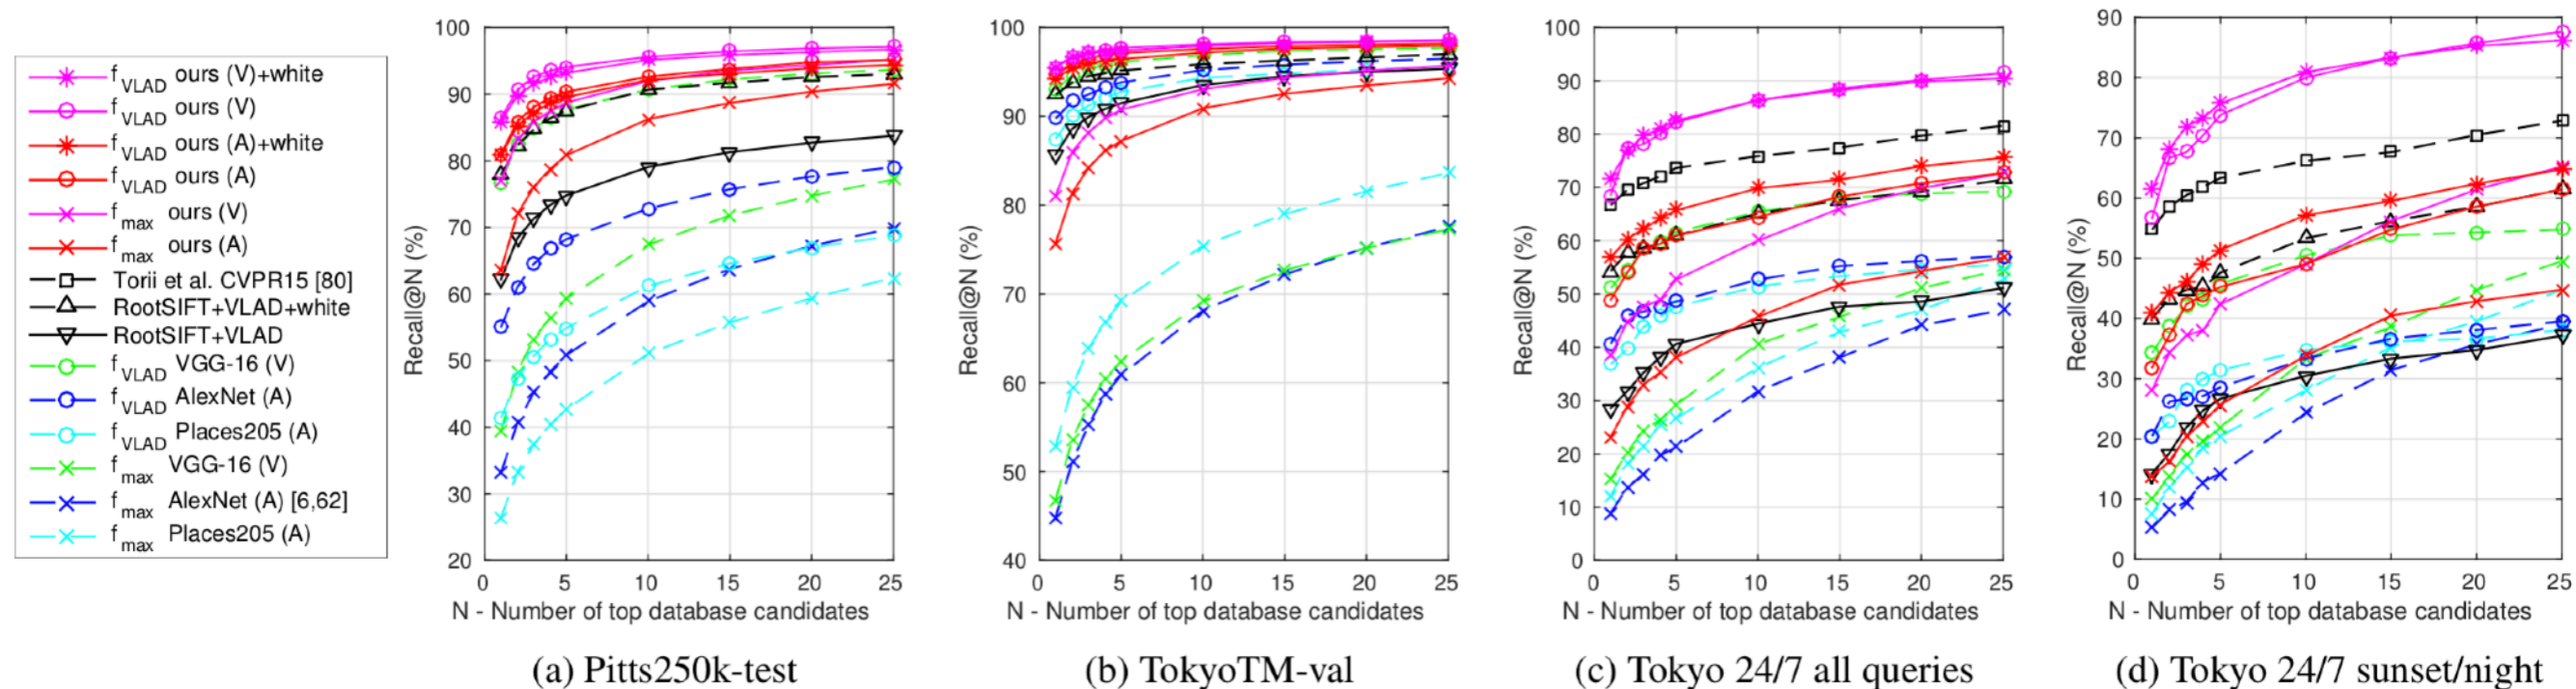 f VLAD ours (V)+white
f VLAD ours (V)
f VLAD ours (A)+white
f VLAD ours (A)
f max ours (V)
f max ours (A)
Torii et al. CVPR15 [80]
RootSIFT+VLAD+white
RootSIFT+VLAD
f VLAD VGG-16 (V)
f VLAD AlexNet (A)
f VLAD Places205 (A)
f max VGG-16 (V)
f max AlexNet (A) [6,62]
f max Places205 (A)
Recall@N (%)
100
90
80
70
60
50
40
30
20
0 5 10 15 20 25
N - Number of top database candidates
(a) Pitts250k-test
Recall@N (%)
100
90
80
70
60
50
40
0 5 10 15 20 25
N - Number of top database candidates
(b) TokyoTM-val
Recall@N (%)
100
90
80
70
60
50
40
30
20
10
0
0 5 10 15 20 25
N - Number of top database candidates
(c) Tokyo 24/7 all queries
Recall@N (%)
90
80
70
60
50
40
30
20
10
0
0 5 10 15 20 25
N - Number of top database candidates
(d) Tokyo 24/7 sunset/night